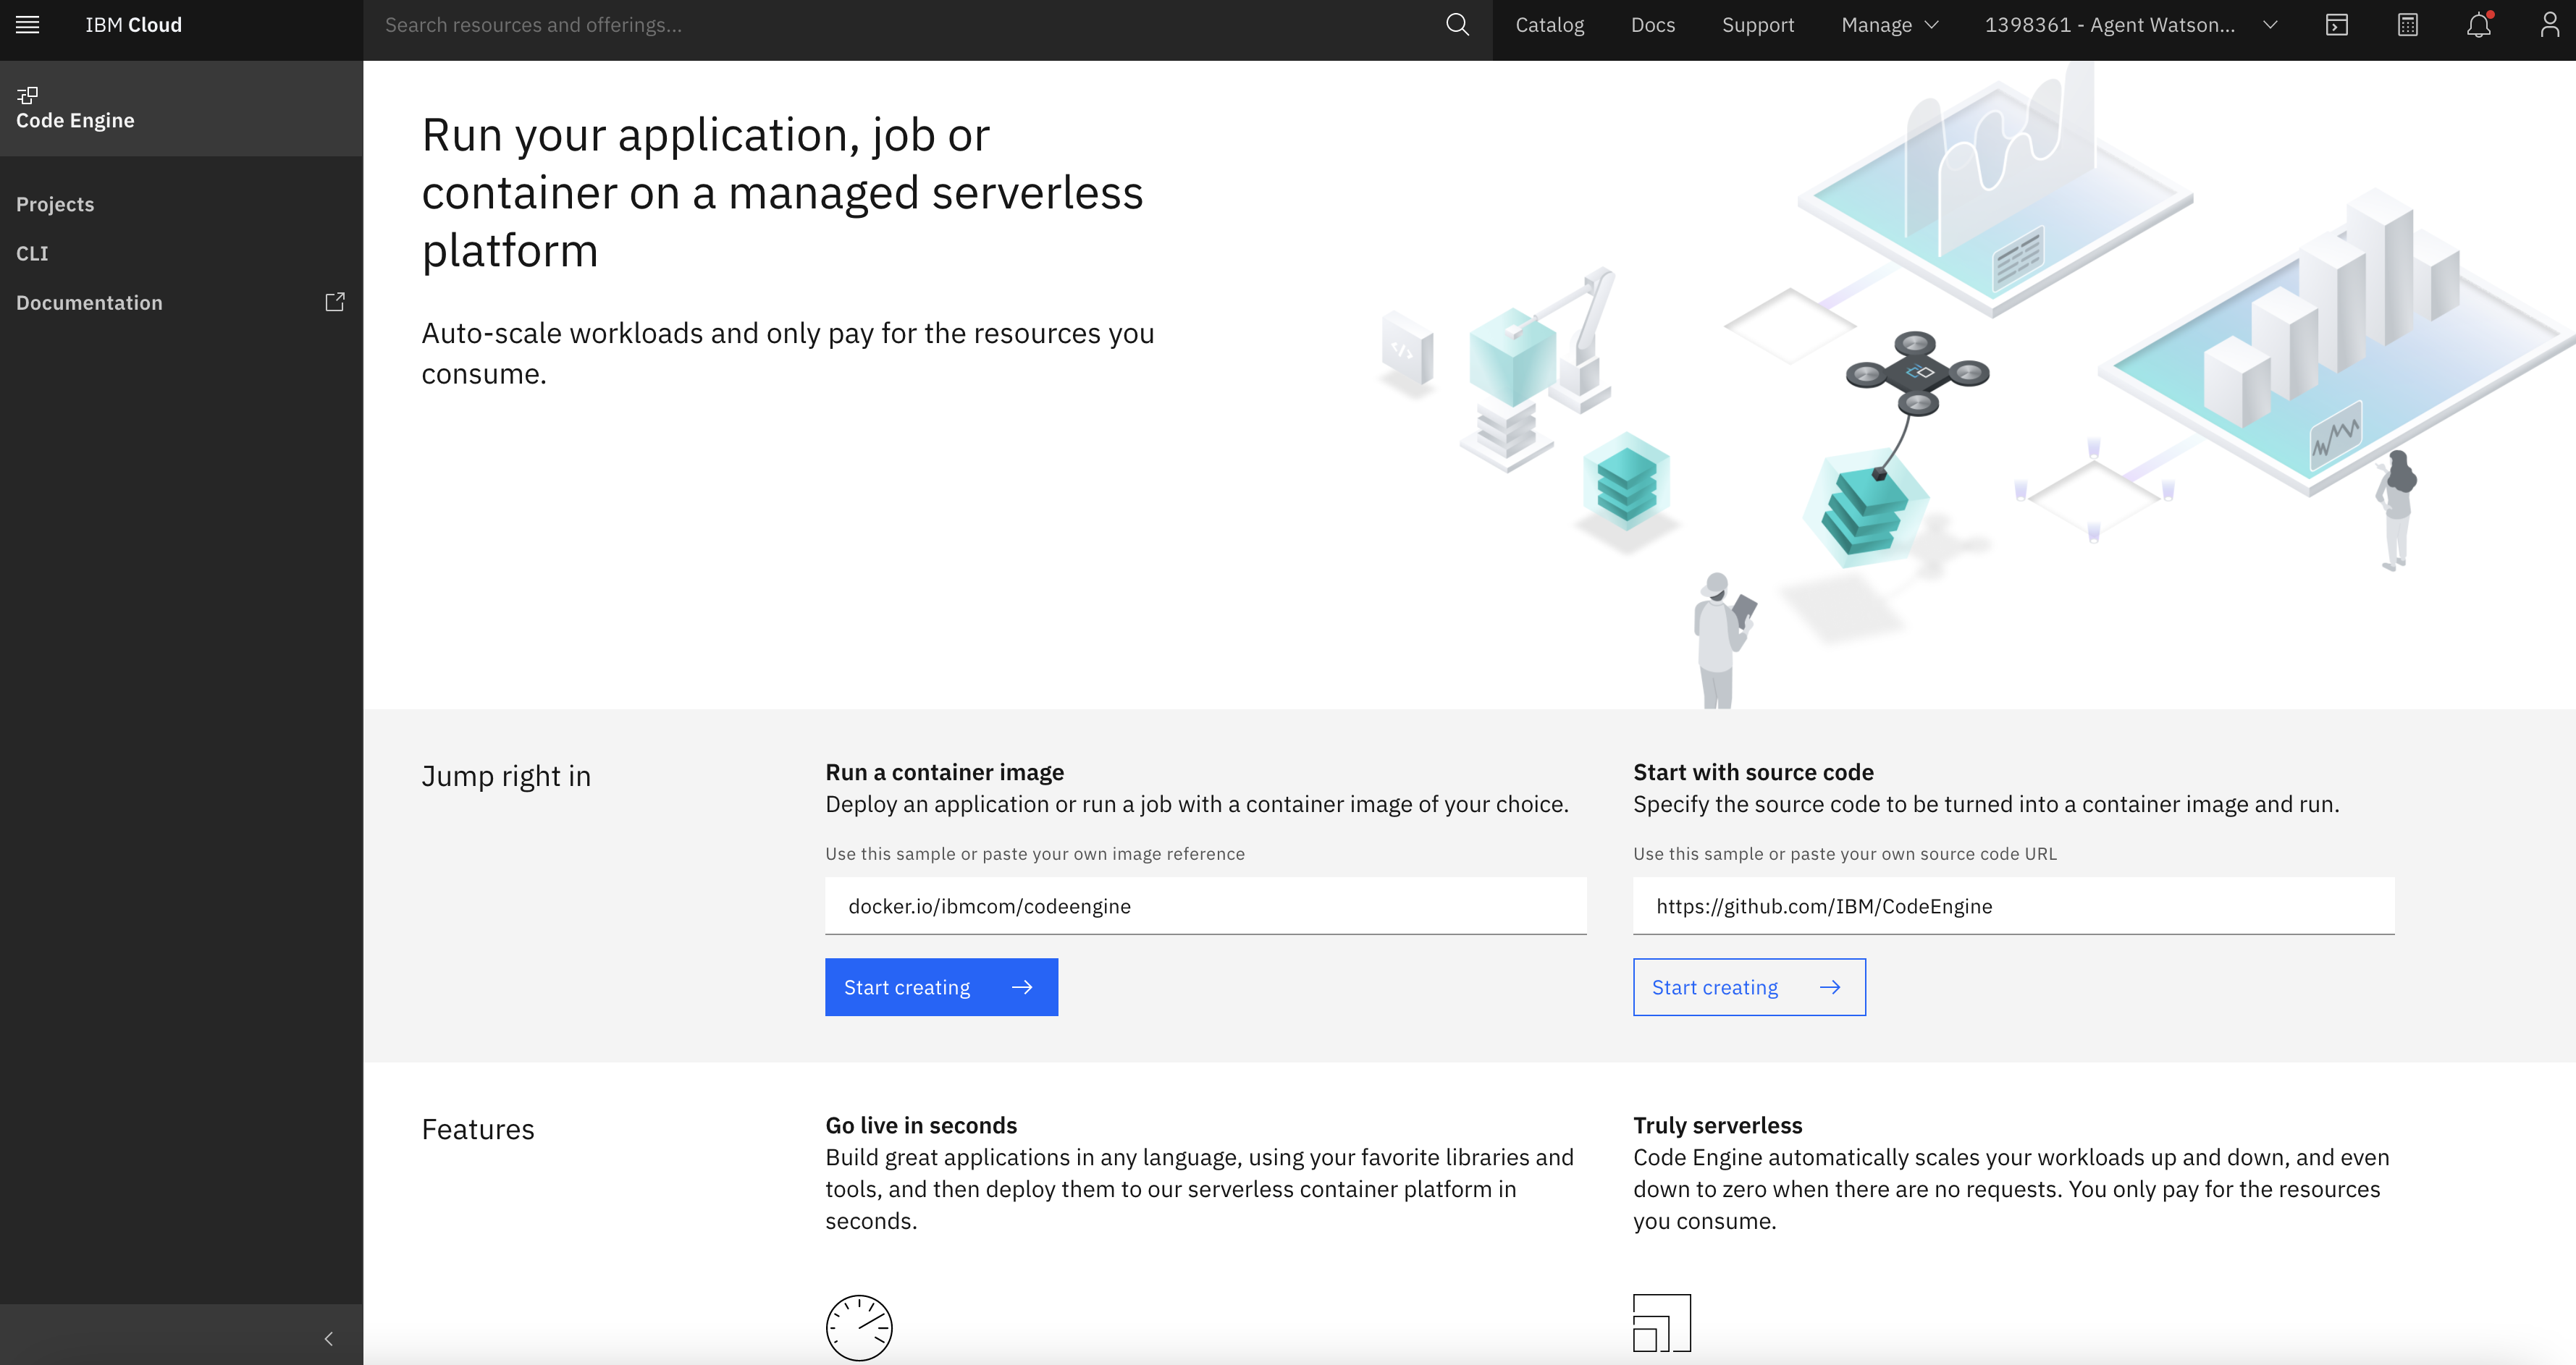 IBM Cloud
Search resources and offerings...
Catalog
Docs
Support
Manage
1398361 - Agent Watson...
Code Engine
Projects
CLI
Documentation
Run your application, job or
container on a managed serverless
platform
Auto-scale workloads and only pay for the resources you
consume.
Jump right in
Run a container image
Deploy an application or run a job with a container image of your choice.
Use this sample or paste your own image reference
docker.io/ibmcom/codeengine
Start creating
Start with source code
Specify the source code to be turned into a container image and run.
Use this sample or paste your own source code URL
https://github.com/IBM/CodeEngine
Start creating
Features
Go live in seconds
Build great applications in any language, using your favorite libraries and
tools, and then deploy them to our serverless container platform in
seconds.
Truly serverless
Code Engine automatically scales your workloads up and down, and even
down to zero when there are no requests. You only pay for the resources
you consume.